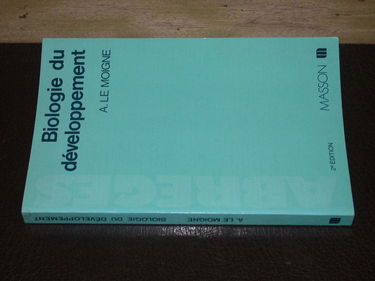 Biologie du
développement
A. LE MOIGNE
ABRÉGÉS
2e ÉDITION
MASSON
A. LE MOIGNE BIOLOGIE DU DÉVELOPPEMENT